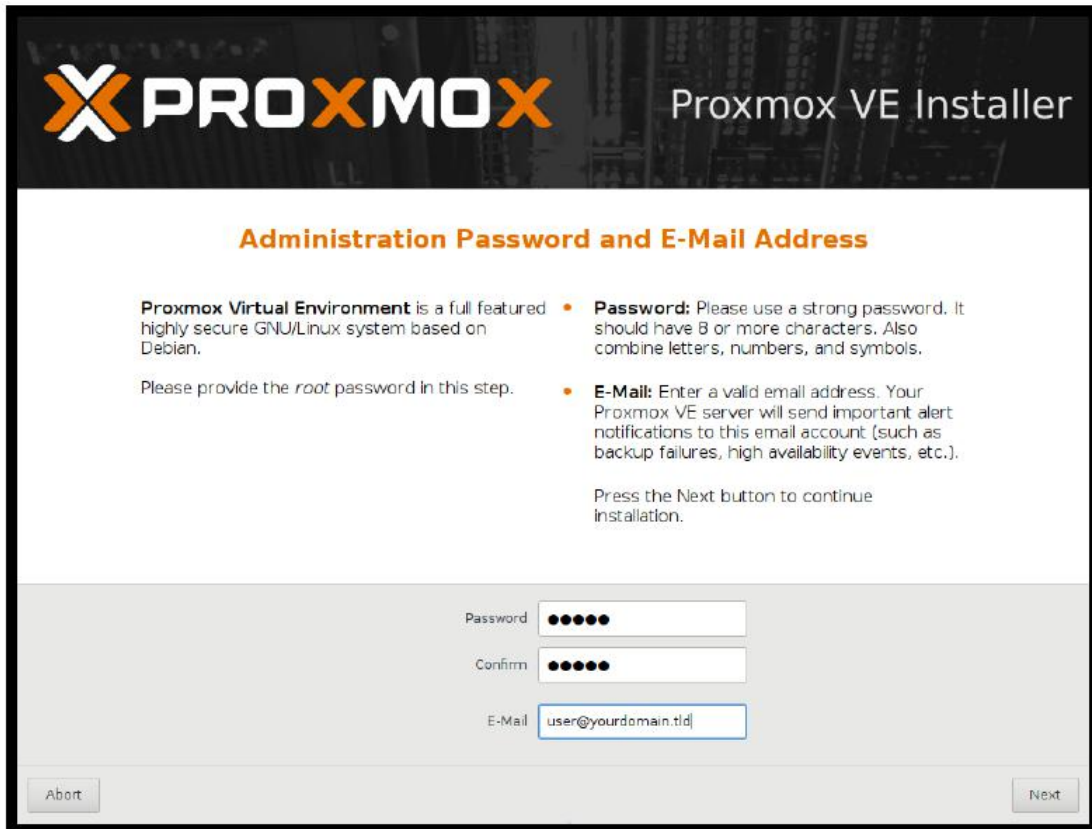 PROXMOX
Proxmox VE Installer
Administration Password and E-Mail Address
Proxmox Virtual Environment is a full featured
highly secure GNU/Linux system based on
Debian.
Please provide the root password in this step.
• Password: Please use a strong password. It
should have 8 or more characters. Also
combine letters, numbers, and symbols.
• E-Mail: Enter a valid email address. Your
Proxmox VE server will send important alert
notifications to this email account (such as
backup failures, high availability events, etc.).
Press the Next button to continue
installation.
Password ●●●●●
Confirm ●●●●●
E-Mail user@yourdomain.tld
Abort
Next